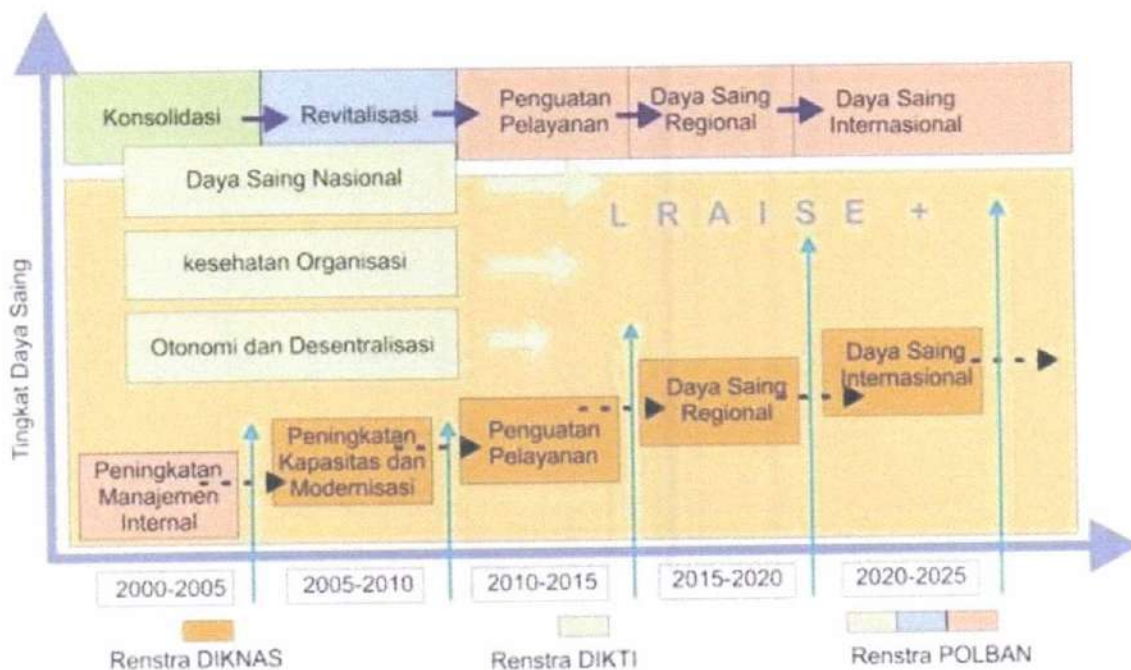 Tingkat Daya Saing
Konsolidasi
Revitalisasi
Penguatan
Pelayanan
Daya Saing
Regional
Daya Saing
Internasional
Daya Saing Nasional
L R A I S E +
kesehatan Organisasi
Otonomi dan Desentralisasi
Peningkatan
Manajemen
Internal
Peningkatan
Kapasitas dan
Modernisasi
Penguatan
Pelayanan
Daya Saing
Regional
Daya Saing
Internasional
2000-2005
2005-2010
2010-2015
2015-2020
2020-2025
Renstra DIKNAS
Renstra DIKTI
Renstra POLBAN